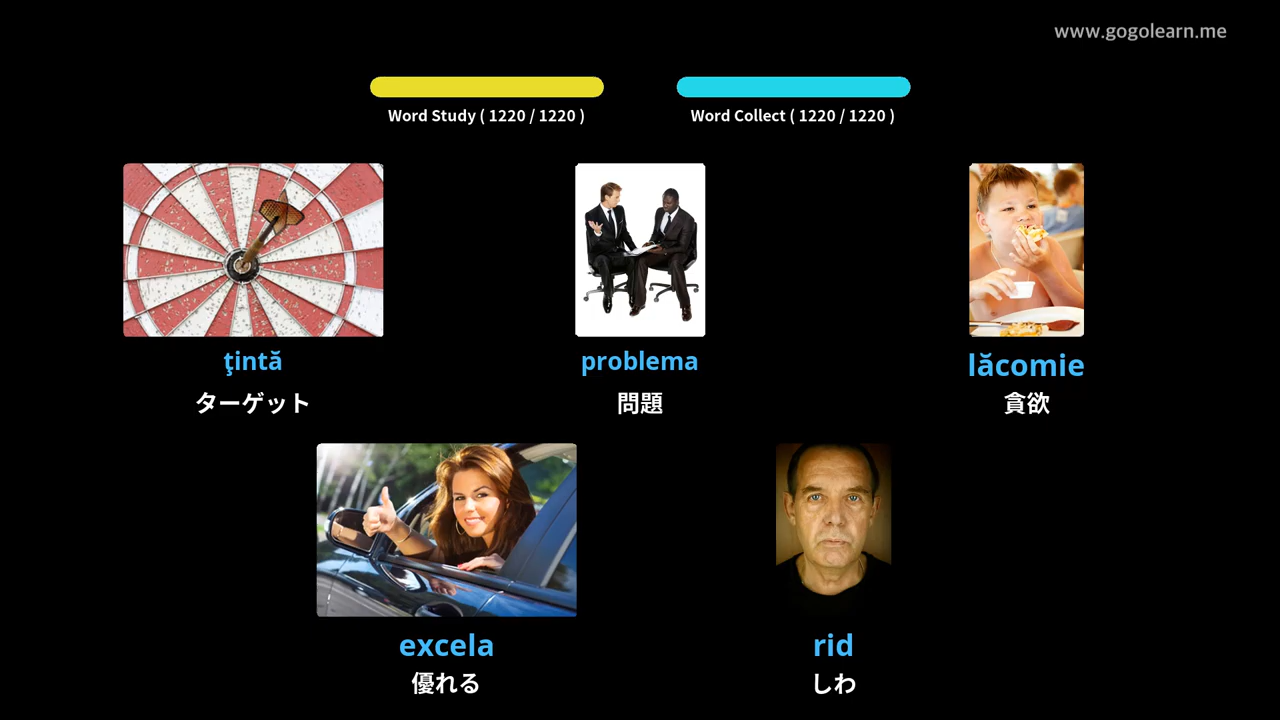 www.gogolearn.me
Word Study ( 1220 / 1220 )
Word Collect ( 1220 / 1220 )
ţintă
problema
lăcomie
ターゲット
問題
貪欲
excela
rid
優れる
しわ